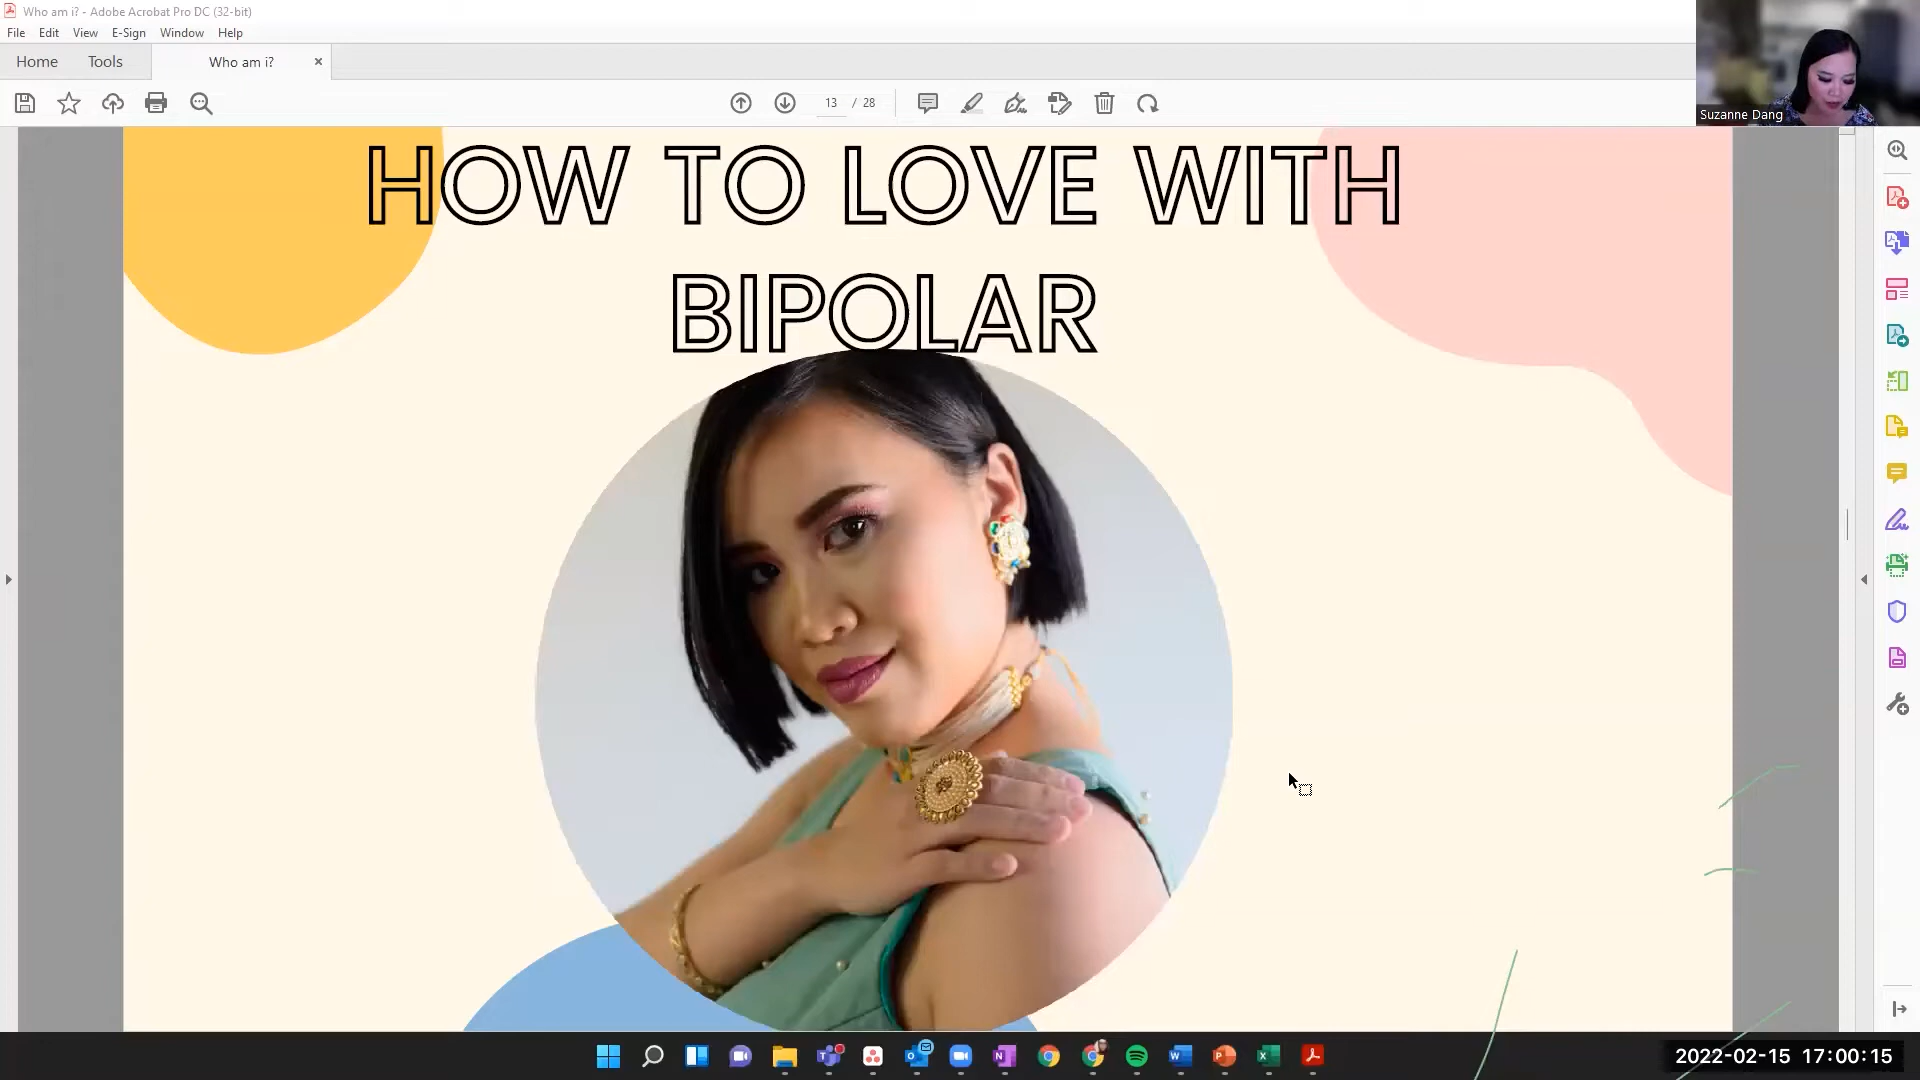 Who am i? - Adobe Acrobat Pro DC (32-bit)
File Edit View E-Sign Window Help
Home Tools Who am i? ×
13 / 28
Suzanne Dang
HOW TO LOVE WITH
BIPOLAR
2022-02-15 17:00:15